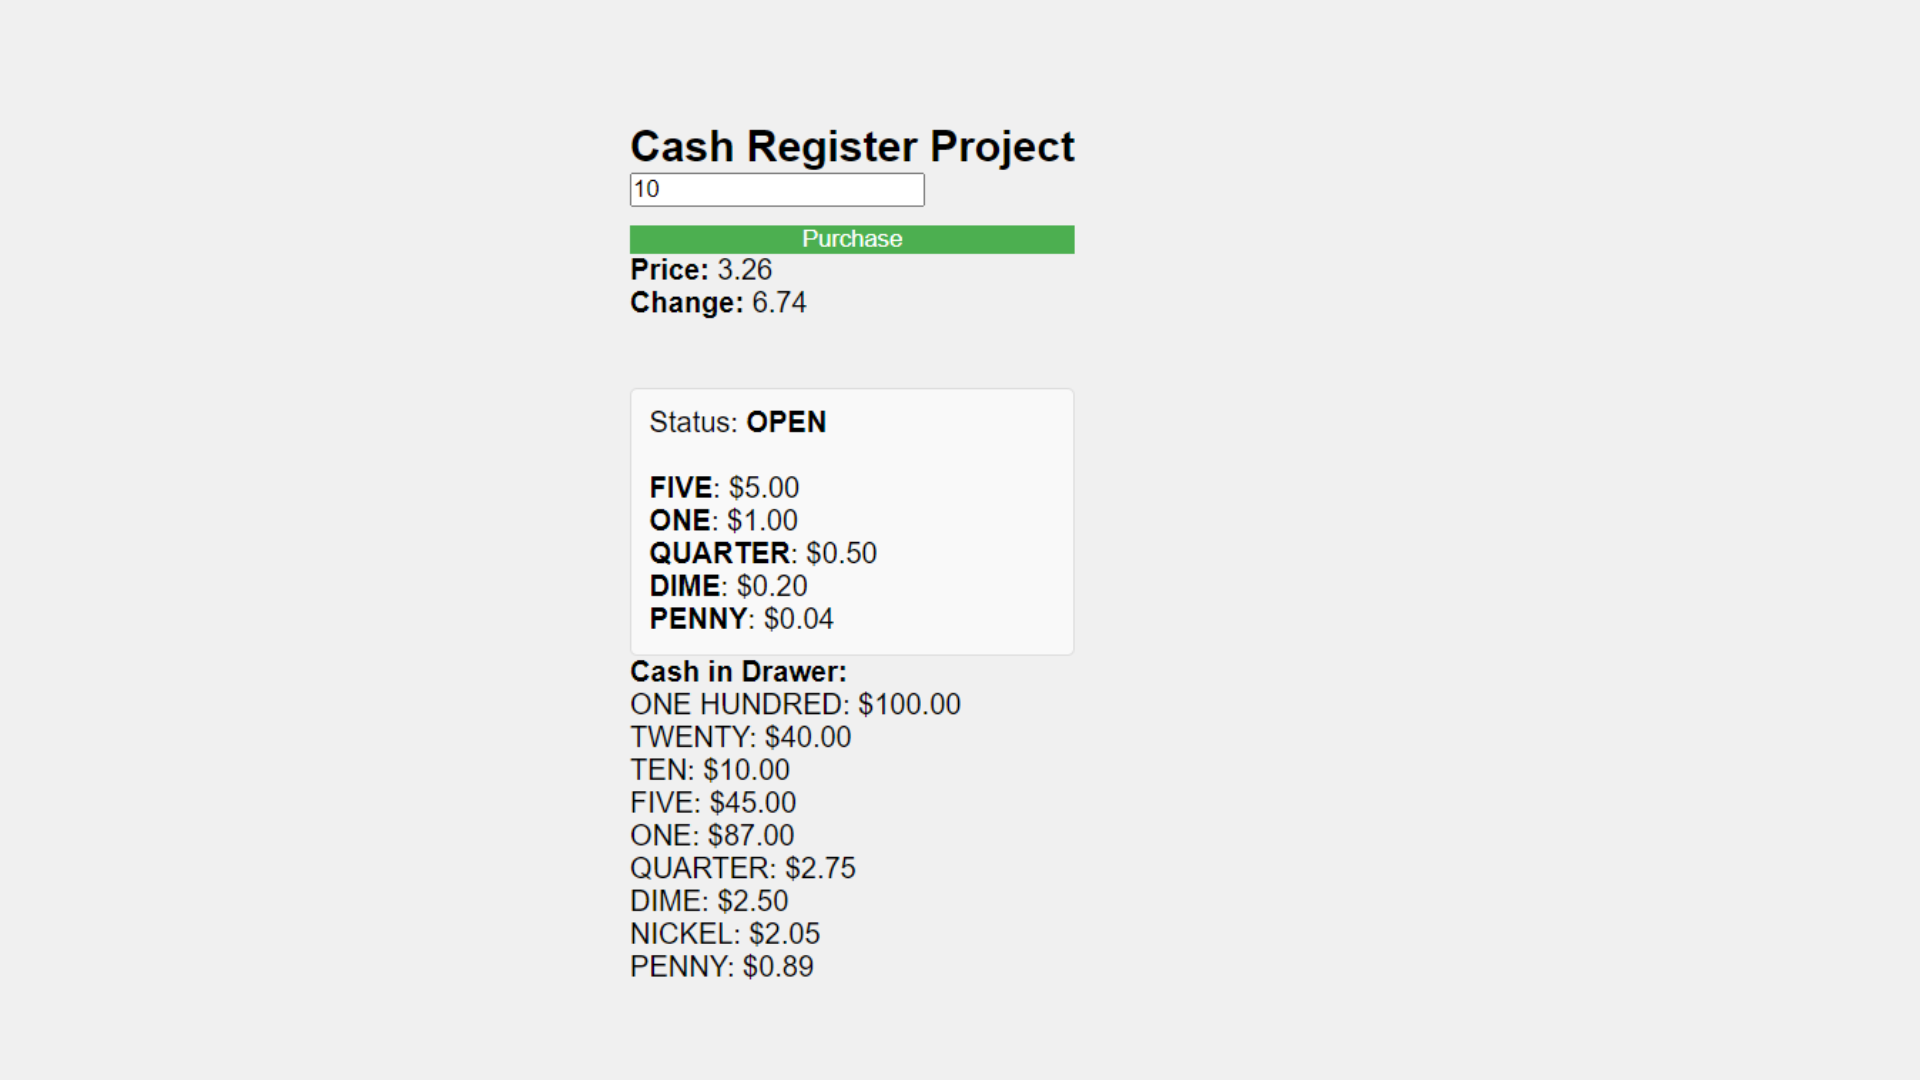 Cash Register Project
10
Purchase
Price: 3.26
Change: 6.74
Status: OPEN
FIVE: $5.00
ONE: $1.00
QUARTER: $0.50
DIME: $0.20
PENNY: $0.04
Cash in Drawer:
ONE HUNDRED: $100.00
TWENTY: $40.00
TEN: $10.00
FIVE: $45.00
ONE: $87.00
QUARTER: $2.75
DIME: $2.50
NICKEL: $2.05
PENNY: $0.89